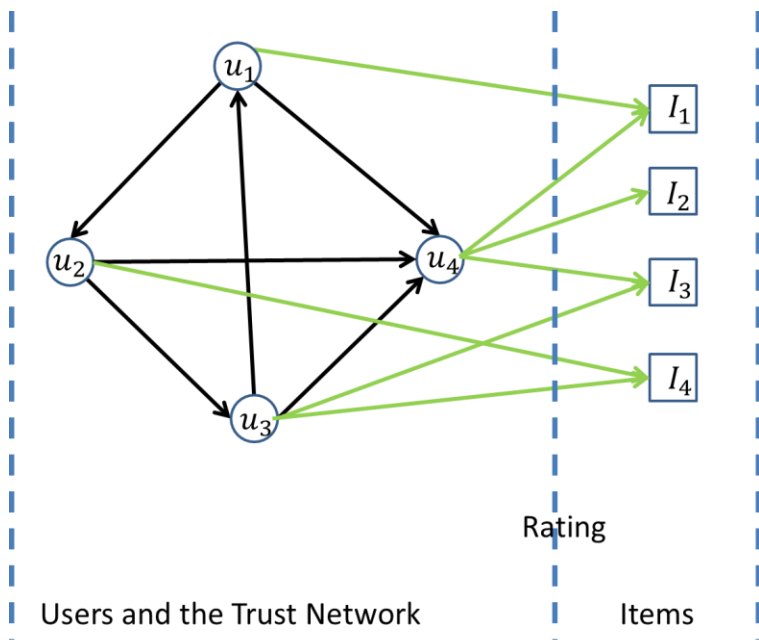 u₁
I₁
I₂
u₂
u₄
I₃
I₄
u₃
Rating
Users and the Trust Network
Items